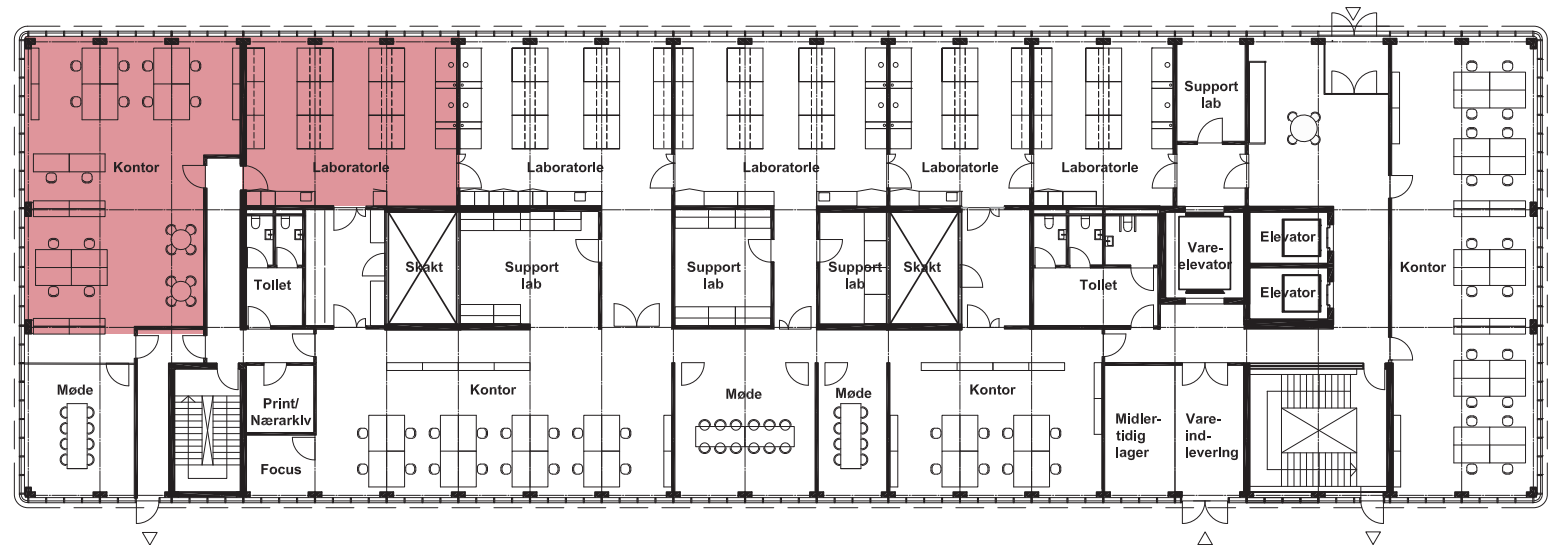 Support
lab
Kontor
Laboratorle
Laboratorle
Laboratorle
Laboratorle
Laboratorle
Skakt
Support
lab
Support
lab
Support
lab
Skakt
Vare-
elevator
Elevator
Elevator
Kontor
Tollet
Tollet
Møde
Print/
Nærarklv
Focus
Kontor
Møde
Møde
Kontor
Midler-
tidig
lager
Vare-
ind-
leverIng